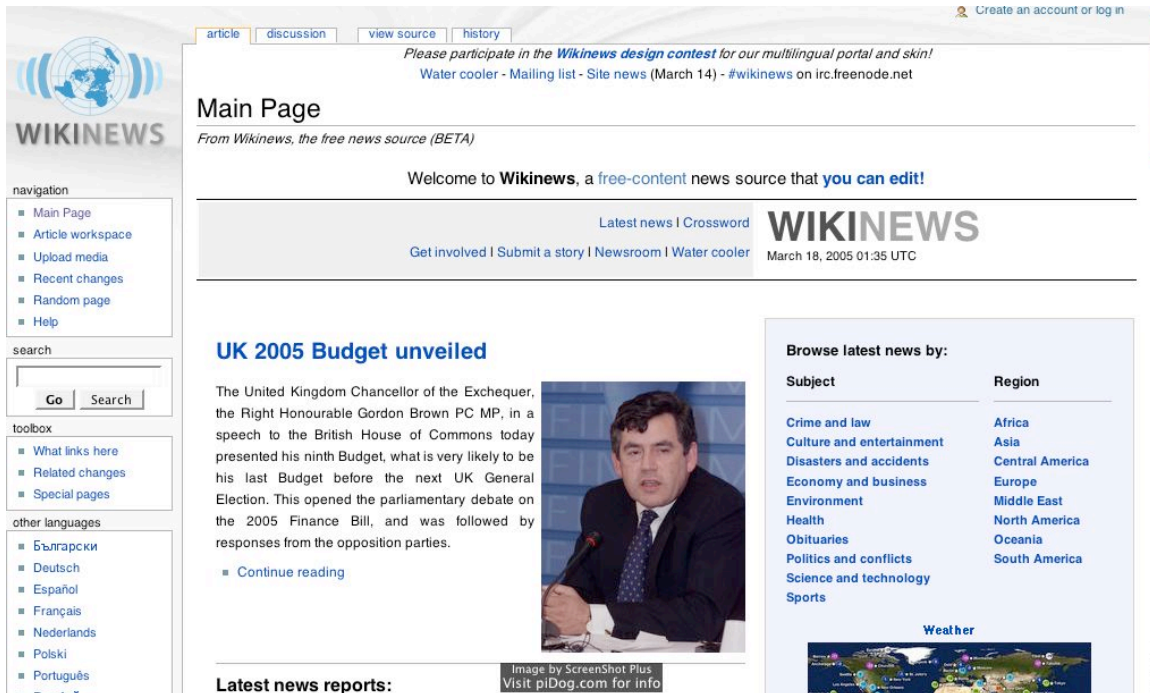 Create an account or log in
article
discussion
view source
history
Please participate in the Wikinews design contest for our multilingual portal and skin!
Water cooler - Mailing list - Site news (March 14) - #wikinews on irc.freenode.net
WIKINEWS
Main Page
From Wikinews, the free news source (BETA)
Welcome to Wikinews, a free-content news source that you can edit!
Latest news | Crossword
Get involved | Submit a story | Newsroom | Water cooler
WIKINEWS
March 18, 2005 01:35 UTC
navigation
Main Page
Article workspace
Upload media
Recent changes
Random page
Help
search
Go
Search
toolbox
What links here
Related changes
Special pages
other languages
Български
Deutsch
Español
Français
Nederlands
Polski
Português
UK 2005 Budget unveiled
The United Kingdom Chancellor of the Exchequer,
the Right Honourable Gordon Brown PC MP, in a
speech to the British House of Commons today
presented his ninth Budget, what is very likely to be
his last Budget before the next UK General
Election. This opened the parliamentary debate on
the 2005 Finance Bill, and was followed by
responses from the opposition parties.
Continue reading
Latest news reports:
Image by ScreenShot Plus
Visit piDog.com for info
Browse latest news by:
Subject
Crime and law
Culture and entertainment
Disasters and accidents
Economy and business
Environment
Health
Obituaries
Politics and conflicts
Science and technology
Sports
Region
Africa
Asia
Central America
Europe
Middle East
North America
Oceania
South America
Weather